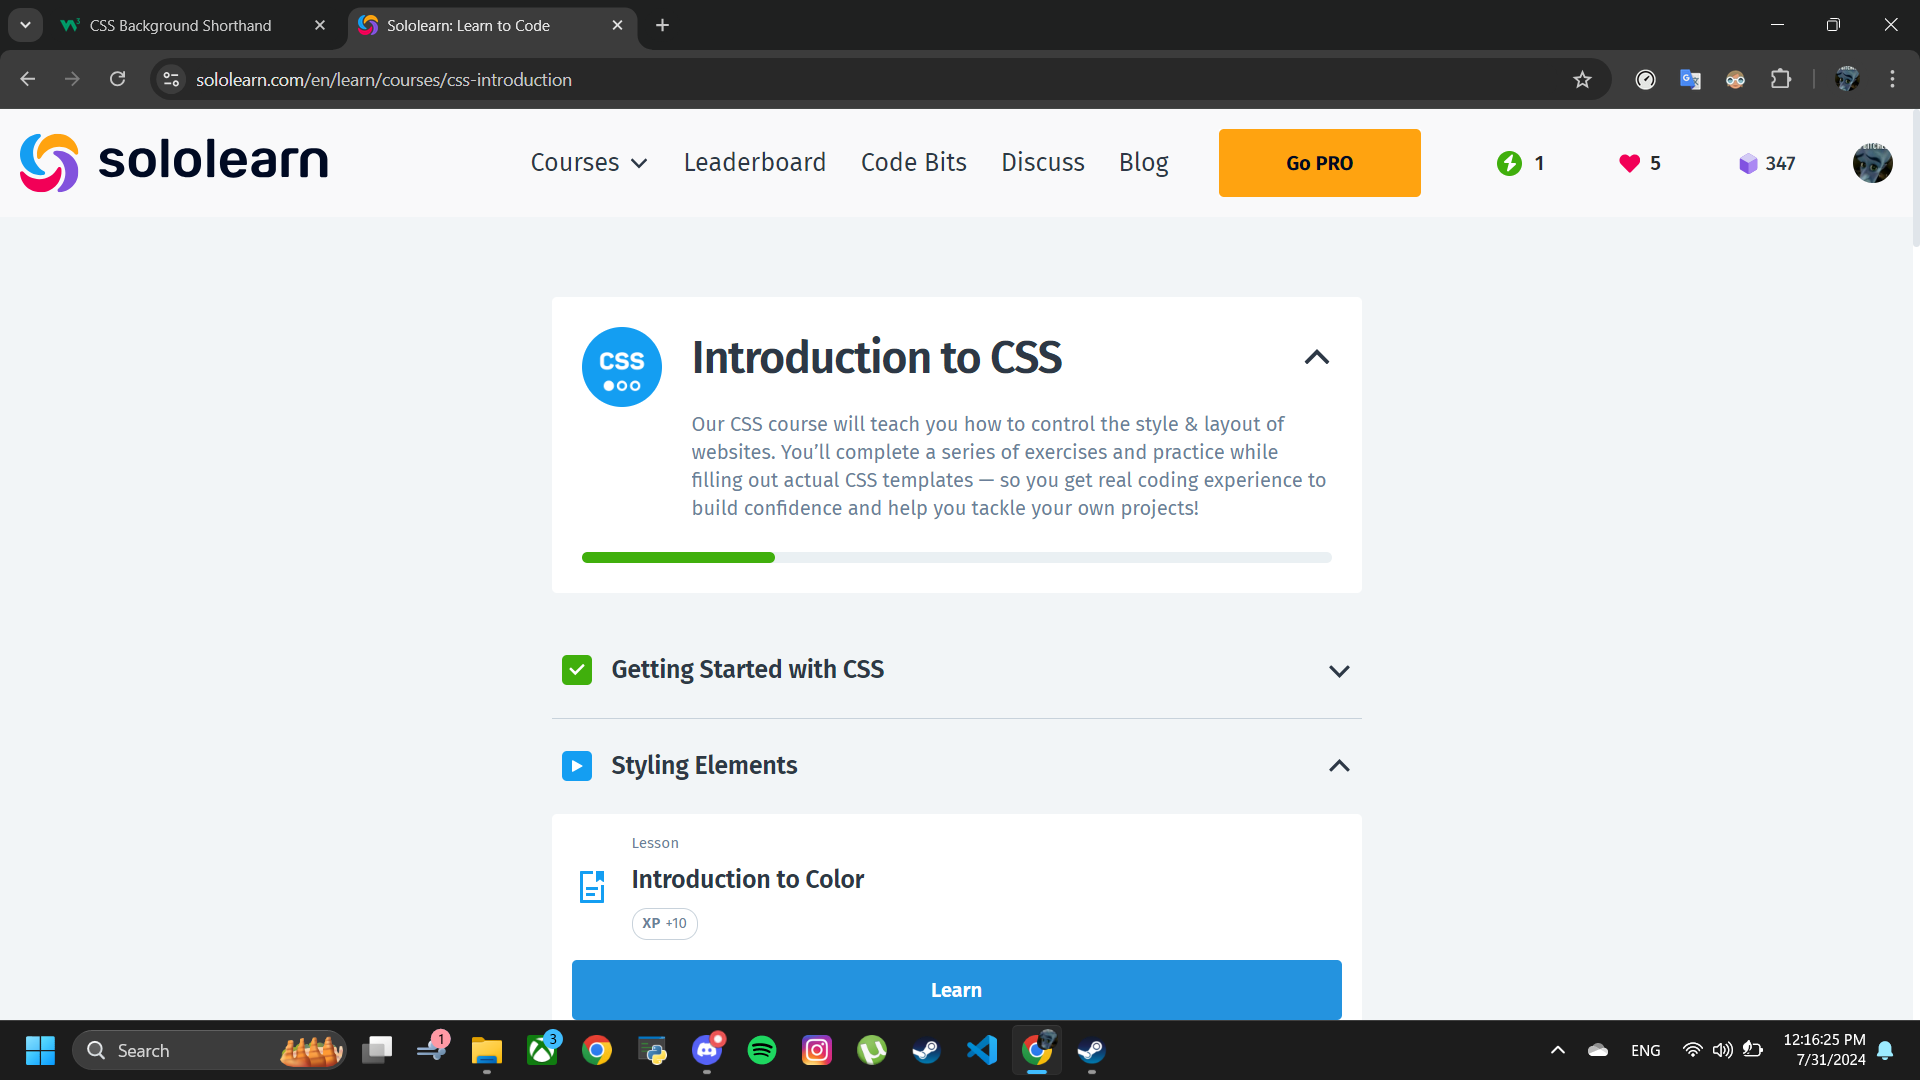 CSS Background Shorthand
Sololearn: Learn to Code
sololearn.com/en/learn/courses/css-introduction
sololearn
Courses
Leaderboard
Code Bits
Discuss
Blog
Go PRO
1
5
347
CSS
Introduction to CSS
Our CSS course will teach you how to control the style & layout of
websites. You’ll complete a series of exercises and practice while
filling out actual CSS templates — so you get real coding experience to
build confidence and help you tackle your own projects!
Getting Started with CSS
Styling Elements
Lesson
Introduction to Color
XP +10
Learn
Search
1
3
ENG
12:16:25 PM
7/31/2024